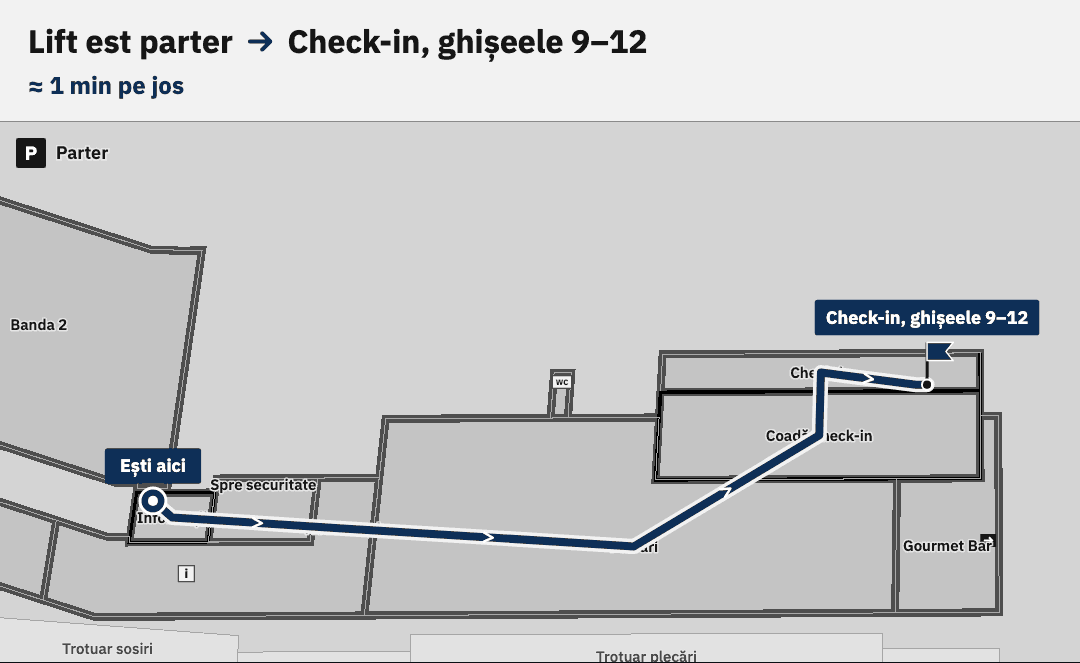 Lift est parter → Check-in, ghișeele 9–12
≈ 1 min pe jos
P Parter
Banda 2
Check-in, ghișeele 9–12
wc
Ești aici
Spre securitate
i
Gourmet Bar
Trotuar sosiri
Trotuar plecări